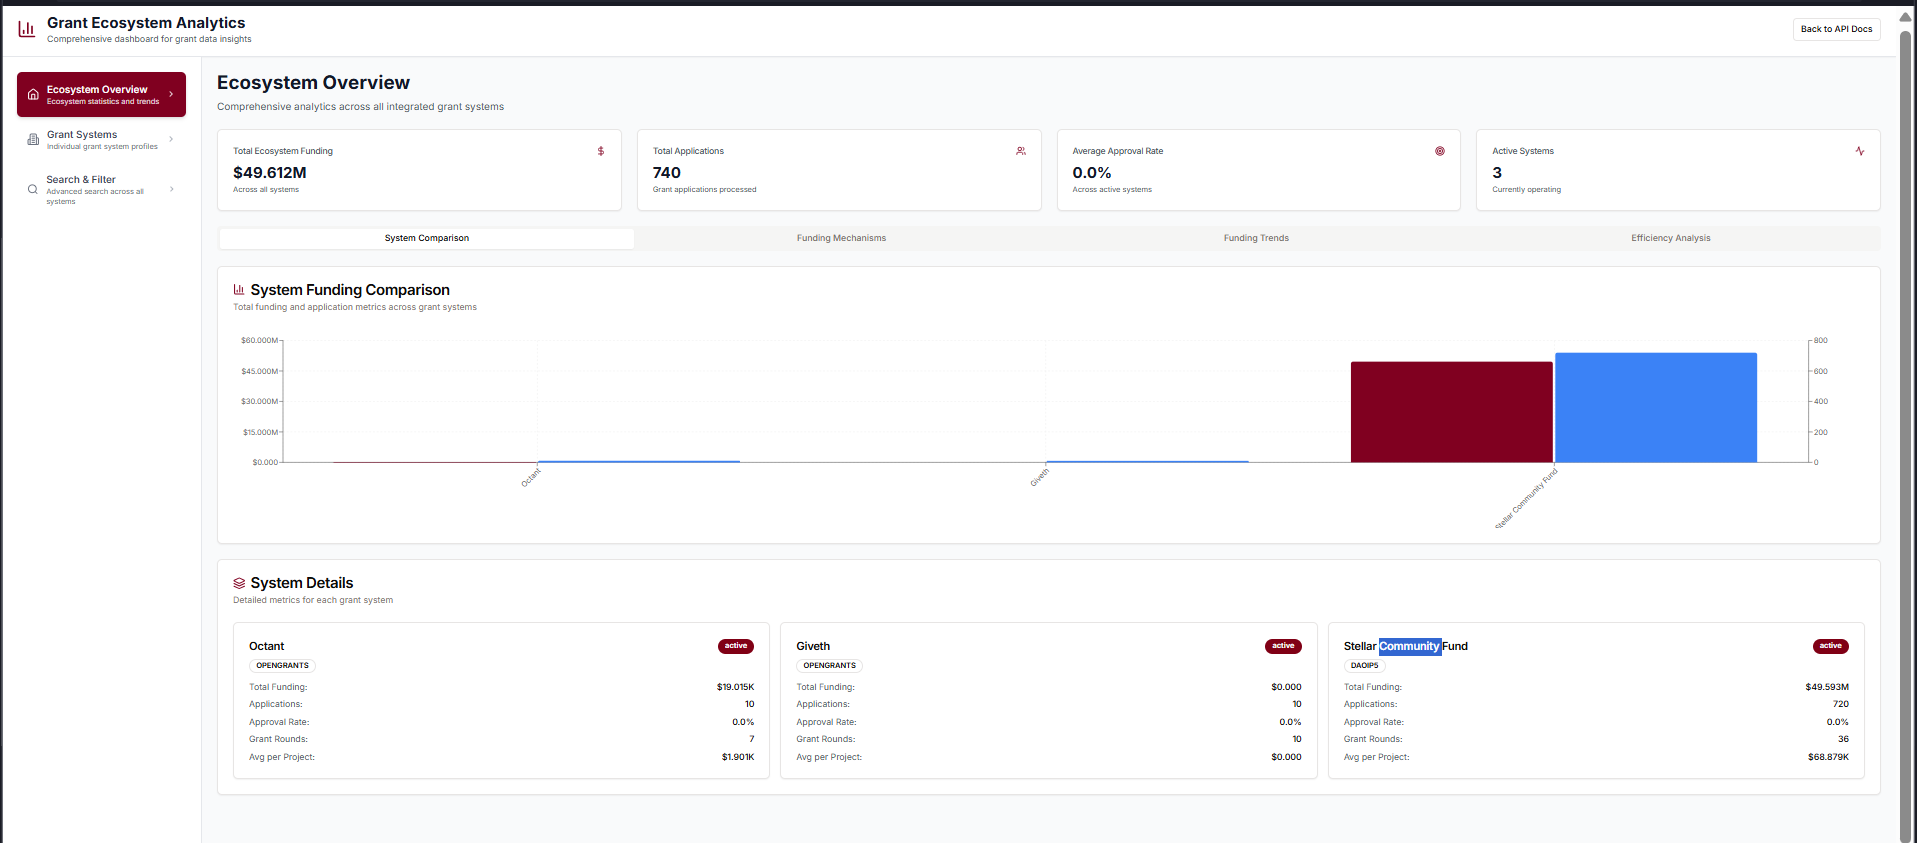 Grant Ecosystem Analytics
Comprehensive dashboard for grant data insights
Back to API Docs
Ecosystem Overview
Ecosystem statistics and trends
Grant Systems
Individual grant system profiles
Search & Filter
Advanced search across all
systems
Ecosystem Overview
Comprehensive analytics across all integrated grant systems
Total Ecosystem Funding
$49.612M
Across all systems
Total Applications
740
Grant applications processed
Average Approval Rate
0.0%
Across active systems
Active Systems
3
Currently operating
System Comparison
Funding Mechanisms
Funding Trends
Efficiency Analysis
System Funding Comparison
Total funding and application metrics across grant systems
$60.000M
$45.000M
$30.000M
$15.000M
$0.000
800
600
400
200
0
Octant
Giveth
Stellar Community Fund
System Details
Detailed metrics for each grant system
Octant
active
OPENGRANTS
Total Funding: $19.015K
Applications: 10
Approval Rate: 0.0%
Grant Rounds: 7
Avg per Project: $1.901K
Giveth
active
OPENGRANTS
Total Funding: $0.000
Applications: 10
Approval Rate: 0.0%
Grant Rounds: 10
Avg per Project: $0.000
Stellar Community Fund
active
DAOIP5
Total Funding: $49.593M
Applications: 720
Approval Rate: 0.0%
Grant Rounds: 36
Avg per Project: $68.879K